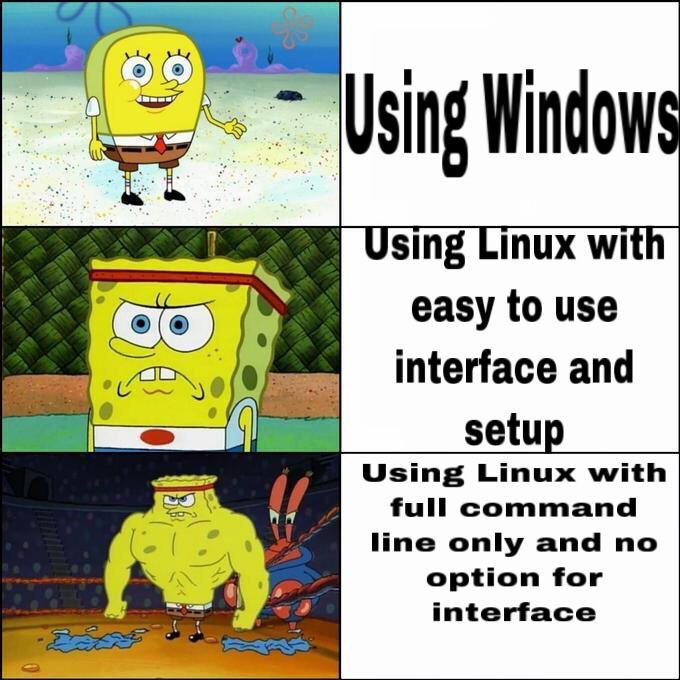 Using Windows
Using Linux with
easy to use
interface and
setup
Using Linux with
full command
line only and no
option for
interface